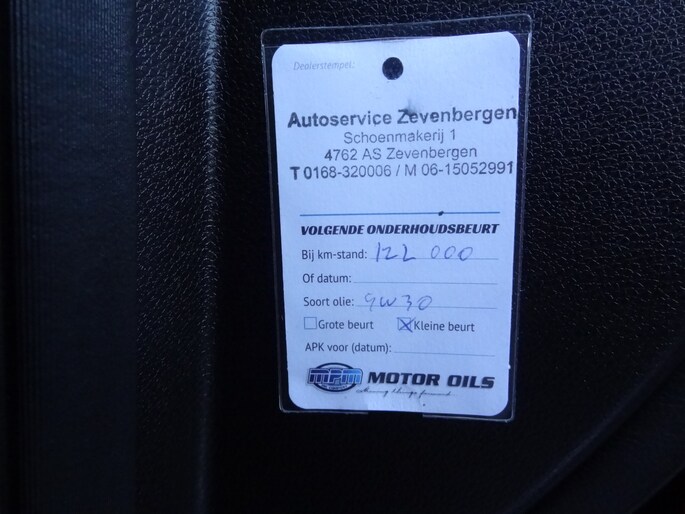 Dealerstempel:
Autoservice Zevenbergen
Schoenmakerij 1
4762 AS Zevenbergen
T 0168-320006 / M 06-15052991
VOLGENDE ONDERHOUDSBEURT
Bij km-stand: 122 000
Of datum:
Soort olie: 5W30
Grote beurt Kleine beurt
APK voor (datum):
mpm MOTOR OILS